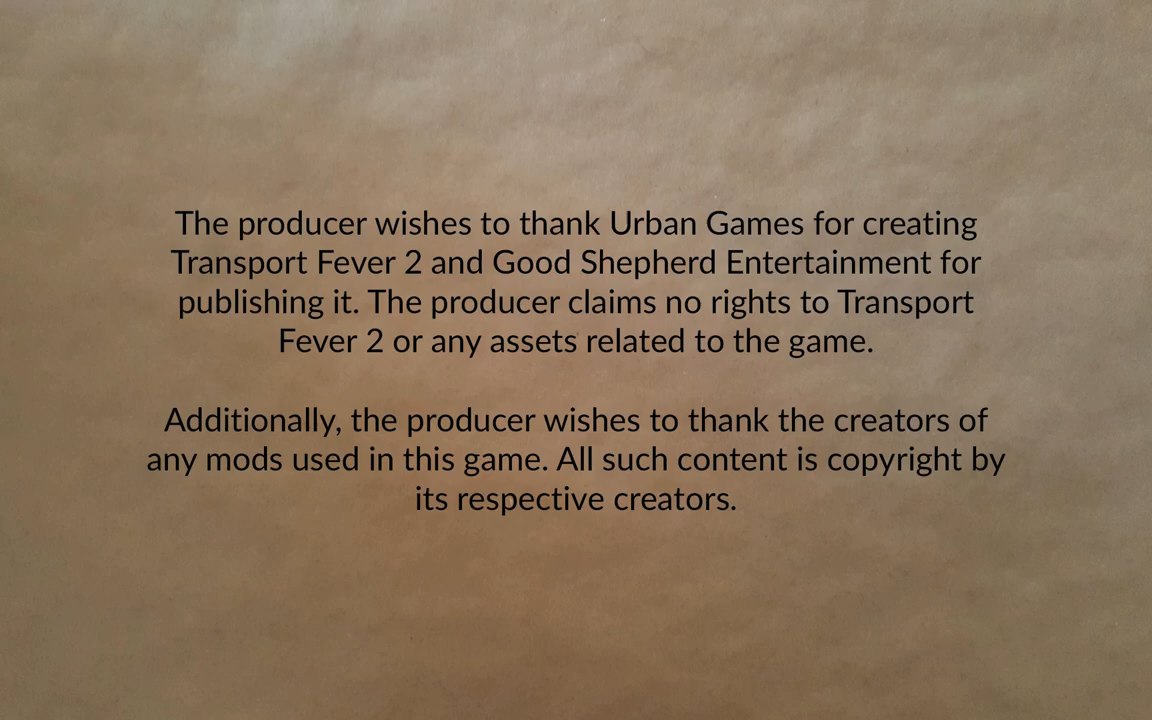 The producer wishes to thank Urban Games for creating
Transport Fever 2 and Good Shepherd Entertainment for
publishing it. The producer claims no rights to Transport
Fever 2 or any assets related to the game.
Additionally, the producer wishes to thank the creators of
any mods used in this game. All such content is copyright by
its respective creators.